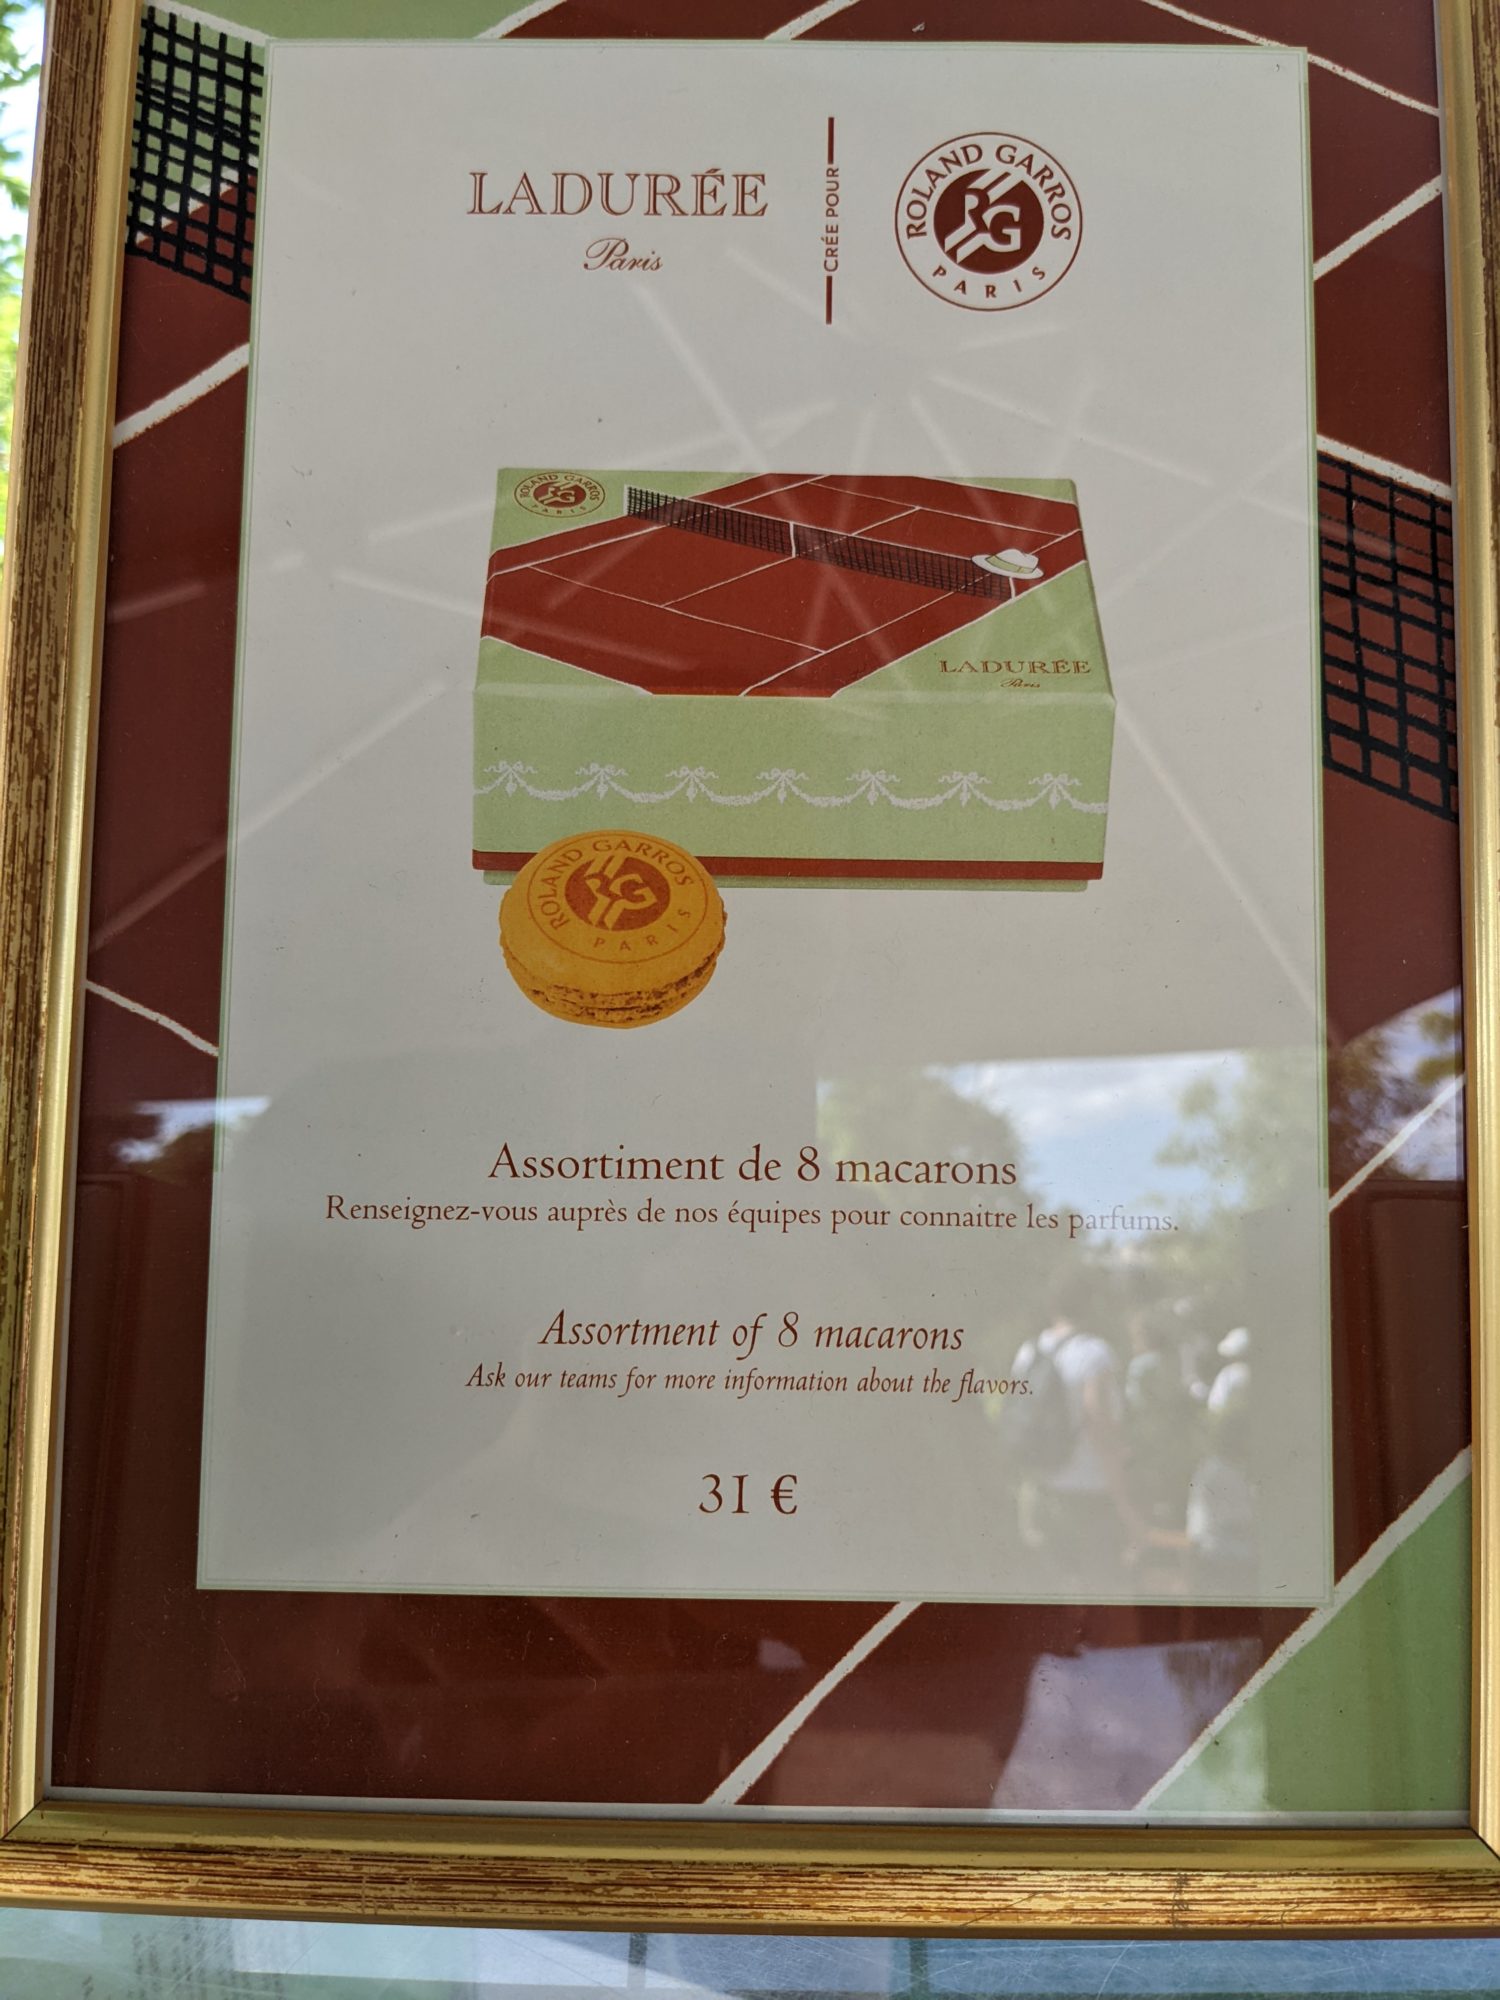 LADURÉE
Paris
CRÉE POUR
ROLAND GARROS
RG
PARIS
ROLAND GARROS
RG
PARIS
LADURÉE
Paris
ROLAND GARROS
RG
PARIS
Assortiment de 8 macarons
Renseignez-vous auprès de nos équipes pour connaitre les parfums.
Assortment of 8 macarons
Ask our teams for more information about the flavors.
31 €